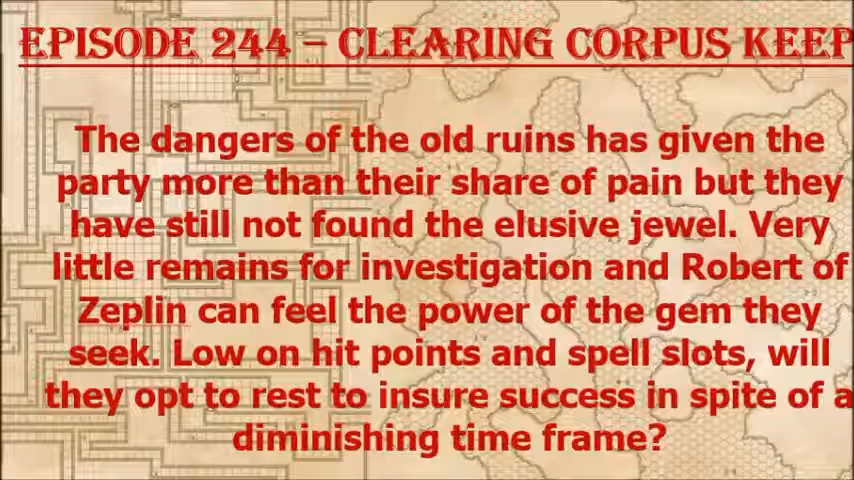 EPISODE 244 – CLEARING CORPUS KEEP
The dangers of the old ruins has given the
party more than their share of pain but they
have still not found the elusive jewel. Very
little remains for investigation and Robert of
Zeplin can feel the power of the gem they
seek. Low on hit points and spell slots, will
they opt to rest to insure success in spite of a
diminishing time frame?